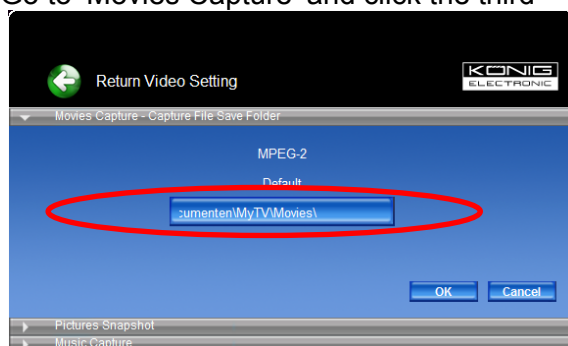 Go to 'Movies Capture' and click the third
Return Video Setting
KÖNIG
ELECTRONIC
Movies Capture - Capture File Save Folder
MPEG-2
Default
cumenten\MyTV\Movies\
OK Cancel
Pictures Snapshot
Music Capture